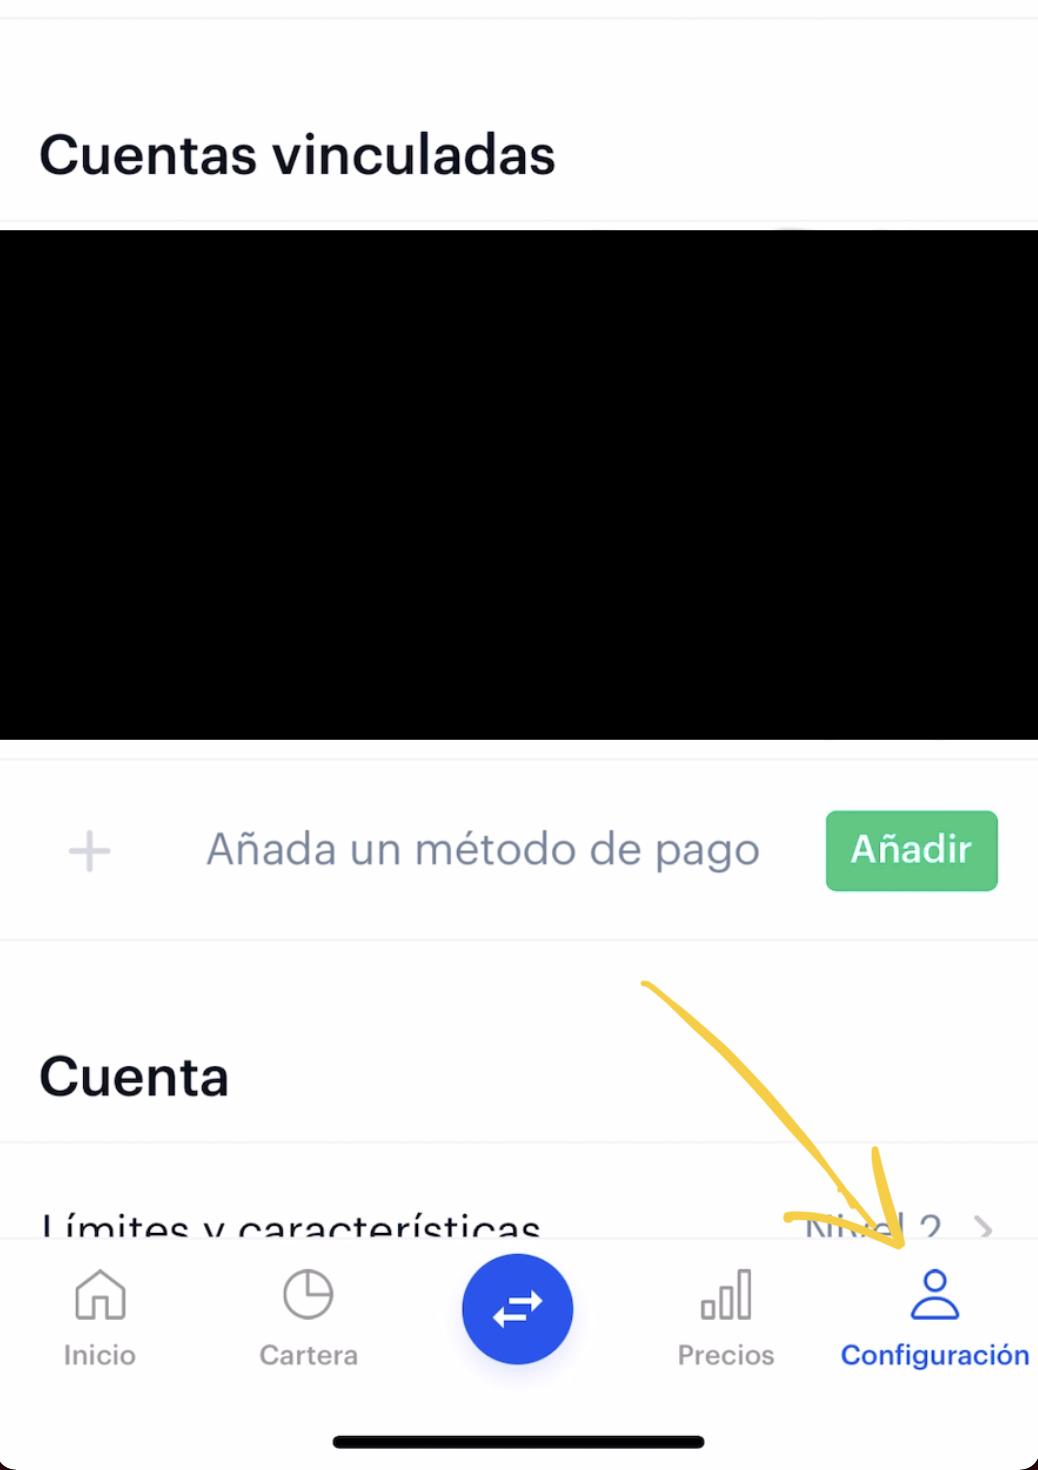 Cuentas vinculadas
Añada un método de pago
Añadir
Cuenta
Límites y características
Nivel 2
Inicio
Cartera
Precios
Configuración